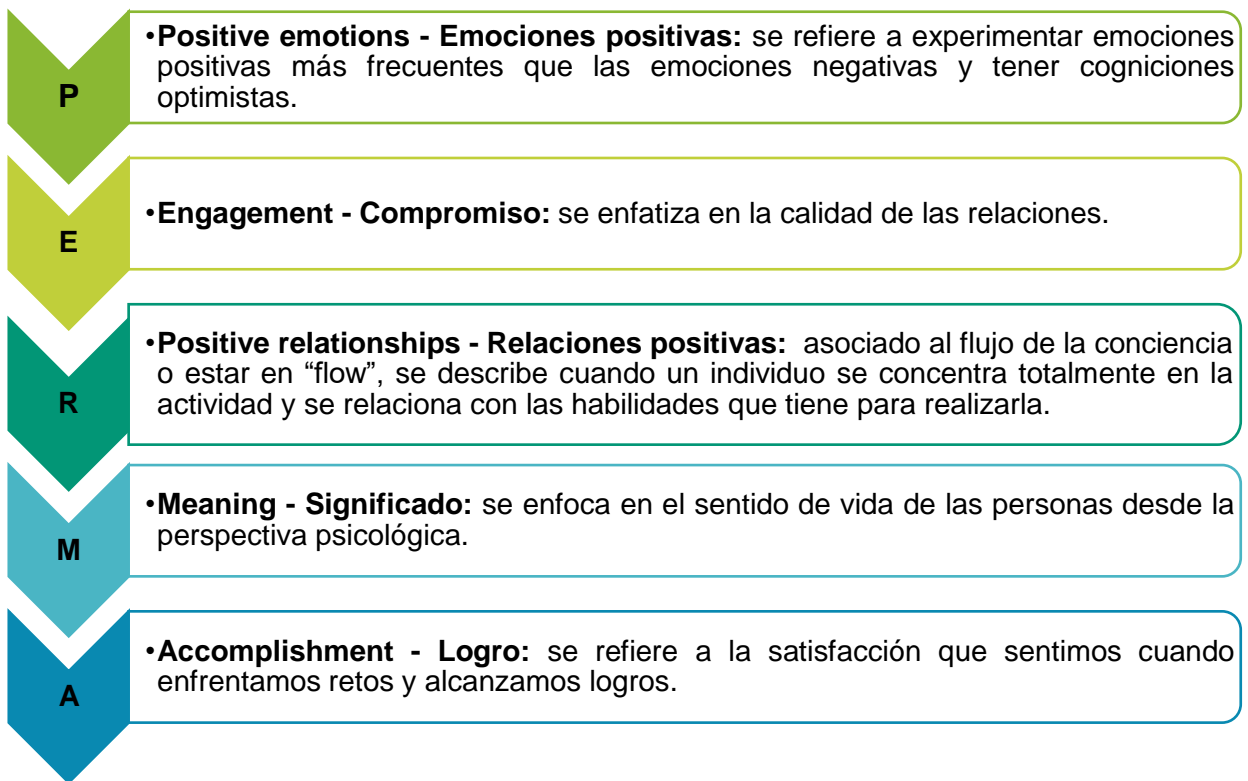 P
•Positive emotions - Emociones positivas: se refiere a experimentar emociones
positivas más frecuentes que las emociones negativas y tener cogniciones
optimistas.
E
•Engagement - Compromiso: se enfatiza en la calidad de las relaciones.
R
•Positive relationships - Relaciones positivas: asociado al flujo de la conciencia
o estar en “flow”, se describe cuando un individuo se concentra totalmente en la
actividad y se relaciona con las habilidades que tiene para realizarla.
M
•Meaning - Significado: se enfoca en el sentido de vida de las personas desde la
perspectiva psicológica.
A
•Accomplishment - Logro: se refiere a la satisfacción que sentimos cuando
enfrentamos retos y alcanzamos logros.